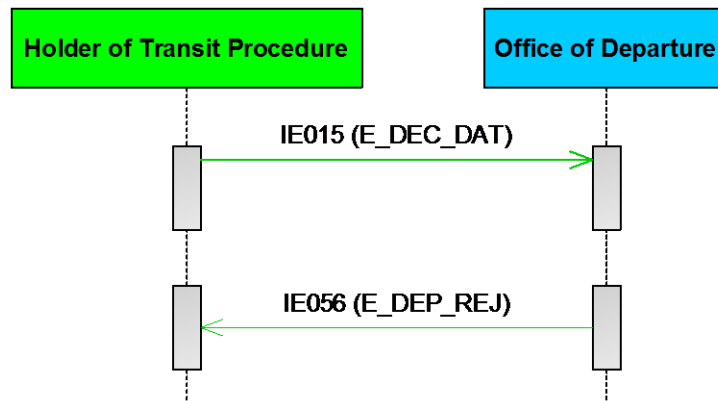 Holder of Transit Procedure
Office of Departure
IE015 (E_DEC_DAT)
IE056 (E_DEP_REJ)